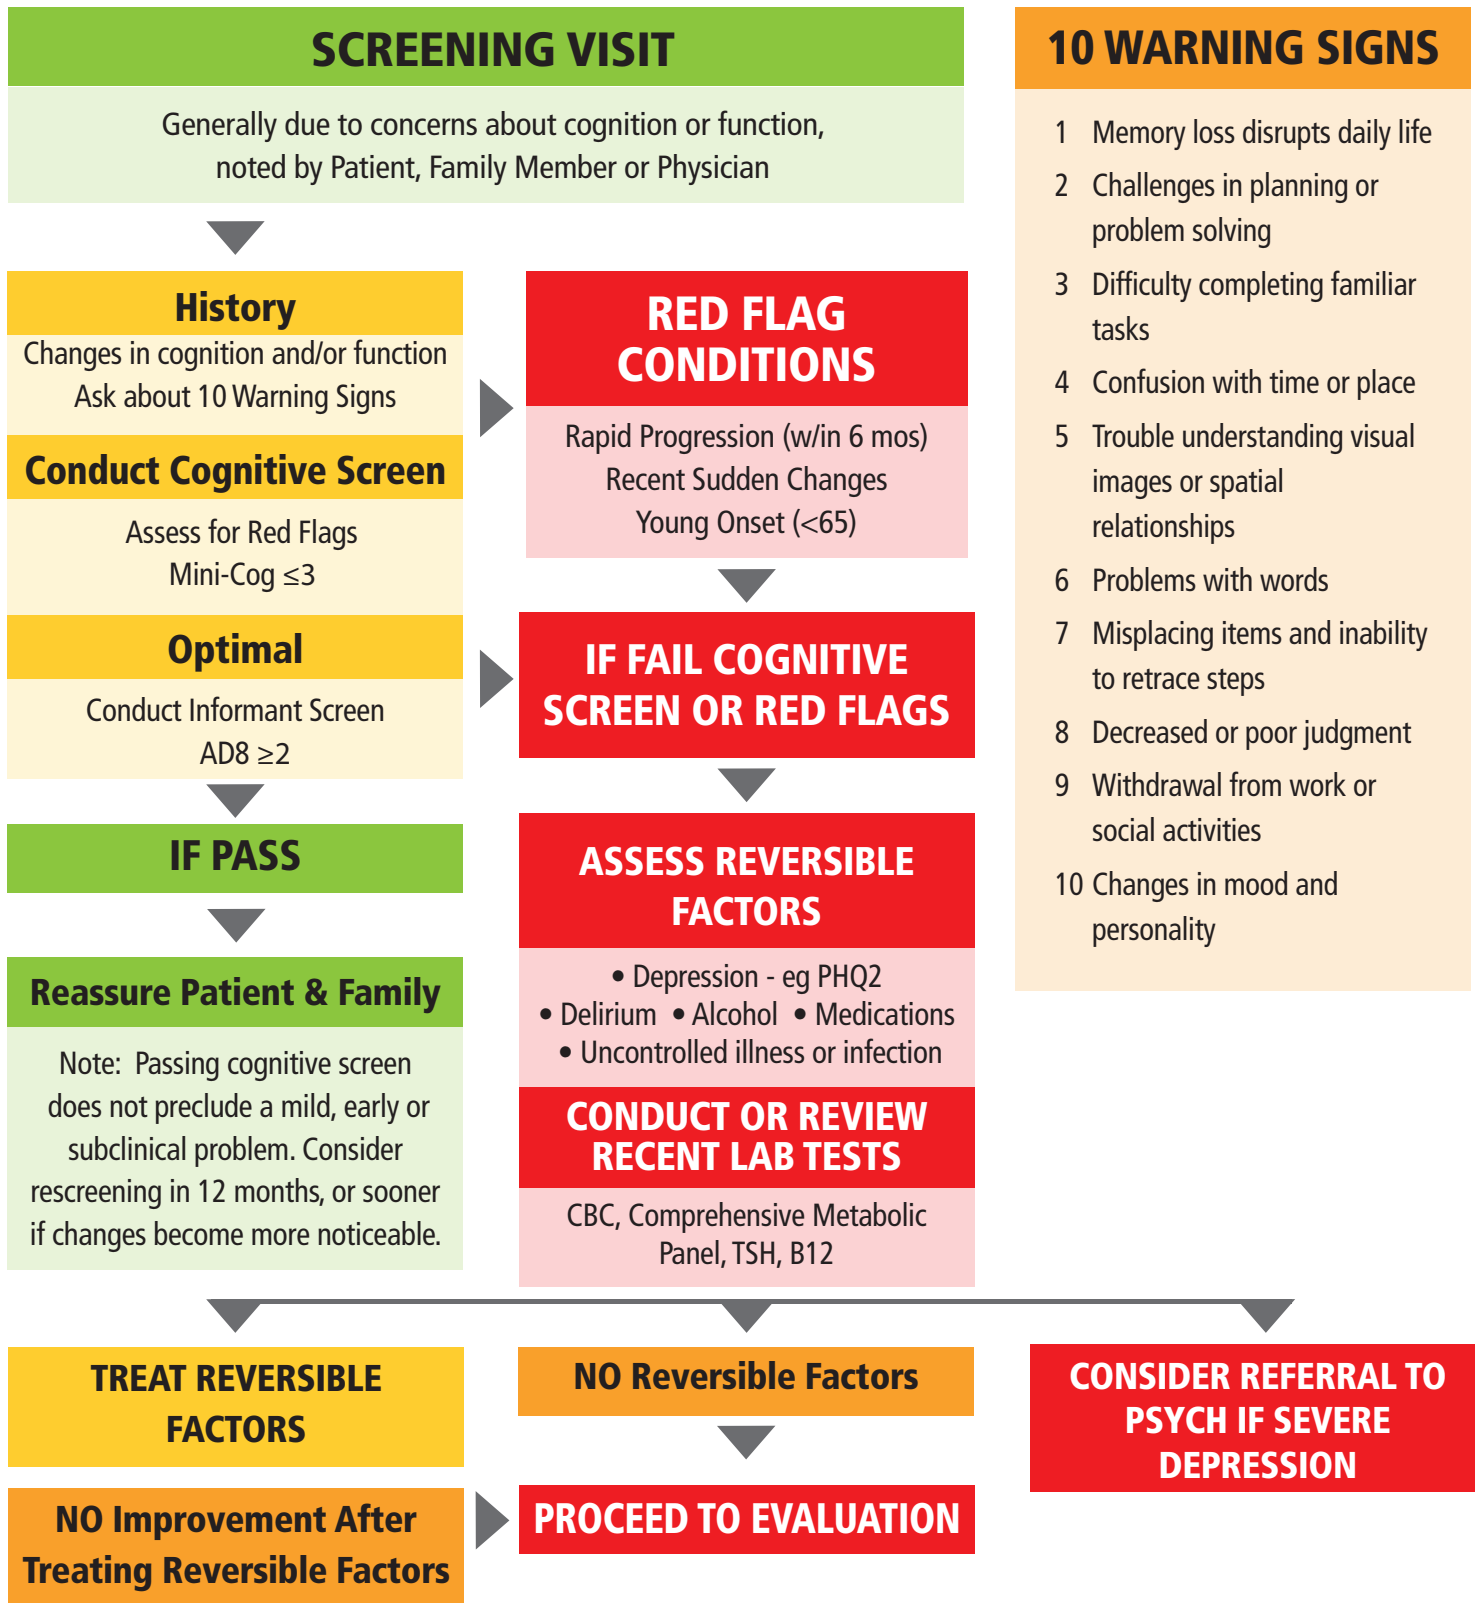 SCREENING VISIT
Generally due to concerns about cognition or function,
noted by Patient, Family Member or Physician
History
Changes in cognition and/or function
Ask about 10 Warning Signs
Conduct Cognitive Screen
Assess for Red Flags
Mini-Cog ≤3
Optimal
Conduct Informant Screen
AD8 ≥2
IF PASS
Reassure Patient & Family
Note: Passing cognitive screen
does not preclude a mild, early or
subclinical problem. Consider
rescreening in 12 months, or sooner
if changes become more noticeable.
RED FLAG
CONDITIONS
Rapid Progression (w/in 6 mos)
Recent Sudden Changes
Young Onset (<65)
IF FAIL COGNITIVE
SCREEN OR RED FLAGS
ASSESS REVERSIBLE
FACTORS
• Depression - eg PHQ2
• Delirium • Alcohol • Medications
• Uncontrolled illness or infection
CONDUCT OR REVIEW
RECENT LAB TESTS
CBC, Comprehensive Metabolic
Panel, TSH, B12
10 WARNING SIGNS
1 Memory loss disrupts daily life
2 Challenges in planning or
problem solving
3 Difficulty completing familiar
tasks
4 Confusion with time or place
5 Trouble understanding visual
images or spatial
relationships
6 Problems with words
7 Misplacing items and inability
to retrace steps
8 Decreased or poor judgment
9 Withdrawal from work or
social activities
10 Changes in mood and
personality
TREAT REVERSIBLE
FACTORS
NO Improvement After
Treating Reversible Factors
NO Reversible Factors
PROCEED TO EVALUATION
CONSIDER REFERRAL TO
PSYCH IF SEVERE
DEPRESSION